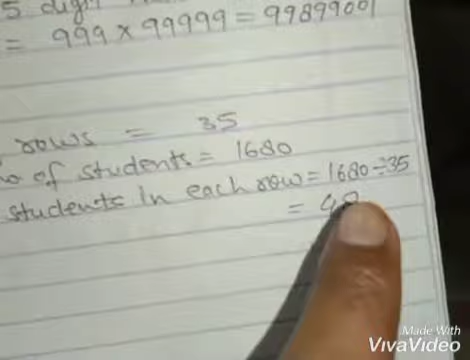 5 digit
= 999 × 99999 = 99899001
rows = 35
of students = 1680
students in each row = 1680 ÷ 35
= 48
Made With
VivaVideo